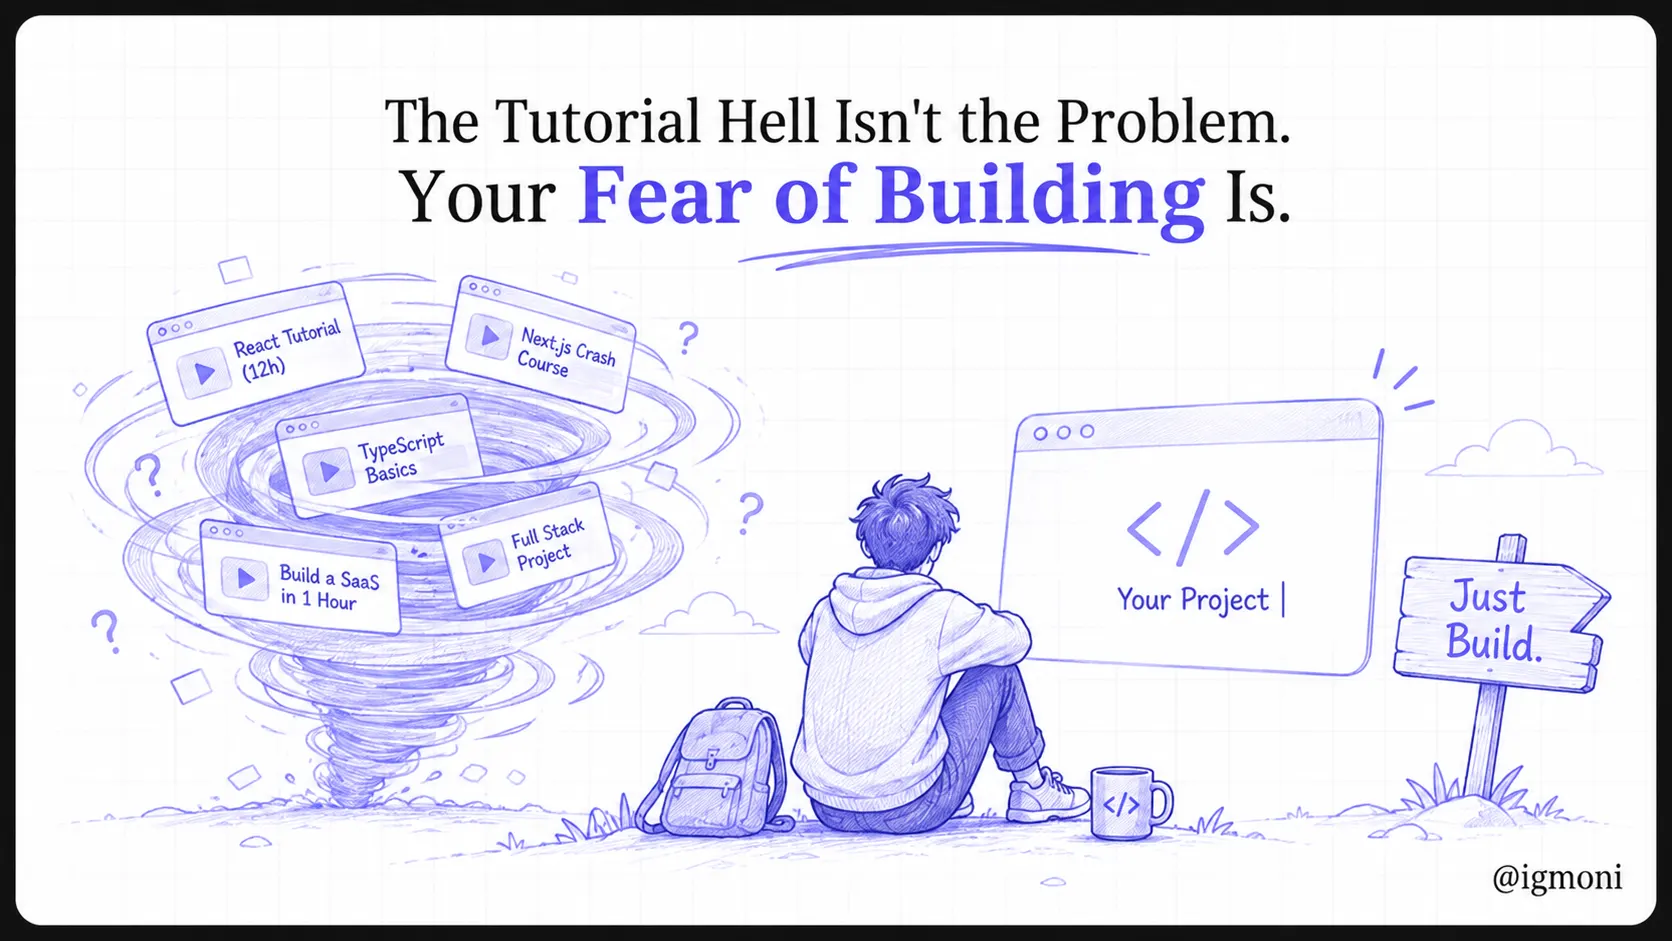 The Tutorial Hell Isn't the Problem.
Your Fear of Building Is.
React Tutorial
(12h)
Next.js Crash
Course
TypeScript
Basics
Full Stack
Project
Build a SaaS
in 1 Hour
</>
Your Project |
Just
Build.
</>
@igmoni